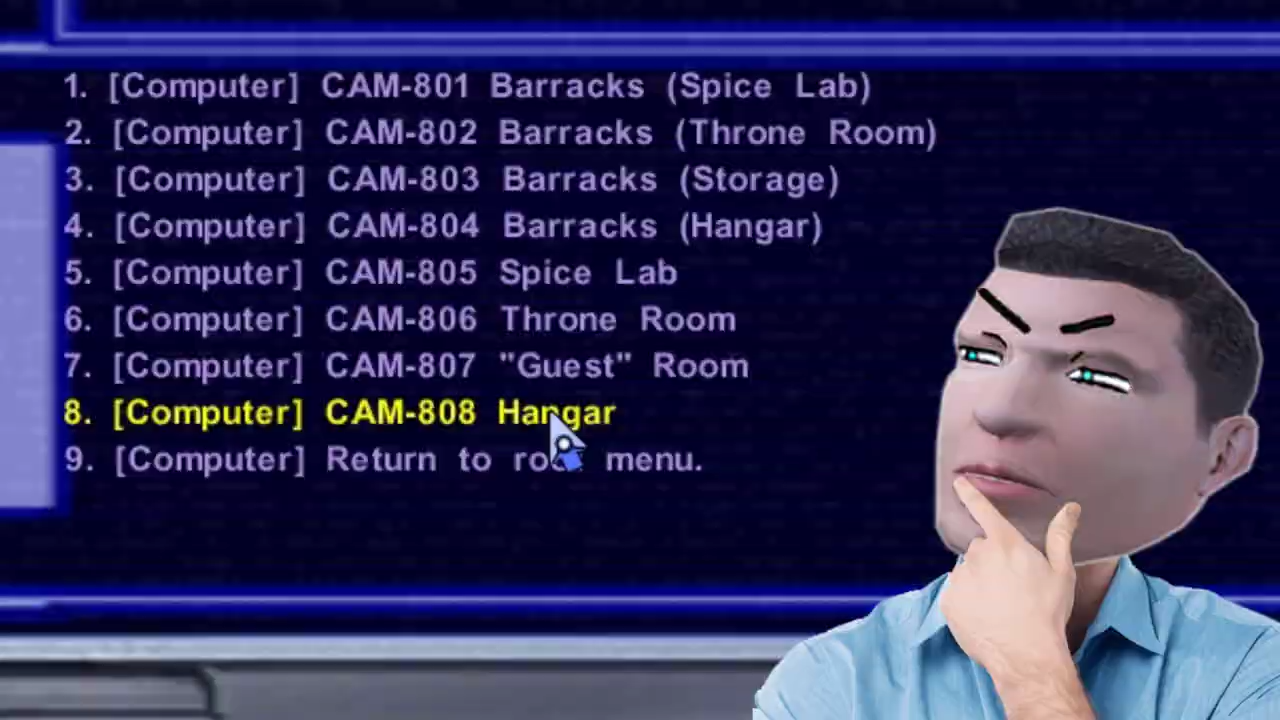 1. [Computer] CAM-801 Barracks (Spice Lab)
2. [Computer] CAM-802 Barracks (Throne Room)
3. [Computer] CAM-803 Barracks (Storage)
4. [Computer] CAM-804 Barracks (Hangar)
5. [Computer] CAM-805 Spice Lab
6. [Computer] CAM-806 Throne Room
7. [Computer] CAM-807 "Guest" Room
8. [Computer] CAM-808 Hangar
9. [Computer] Return to menu.